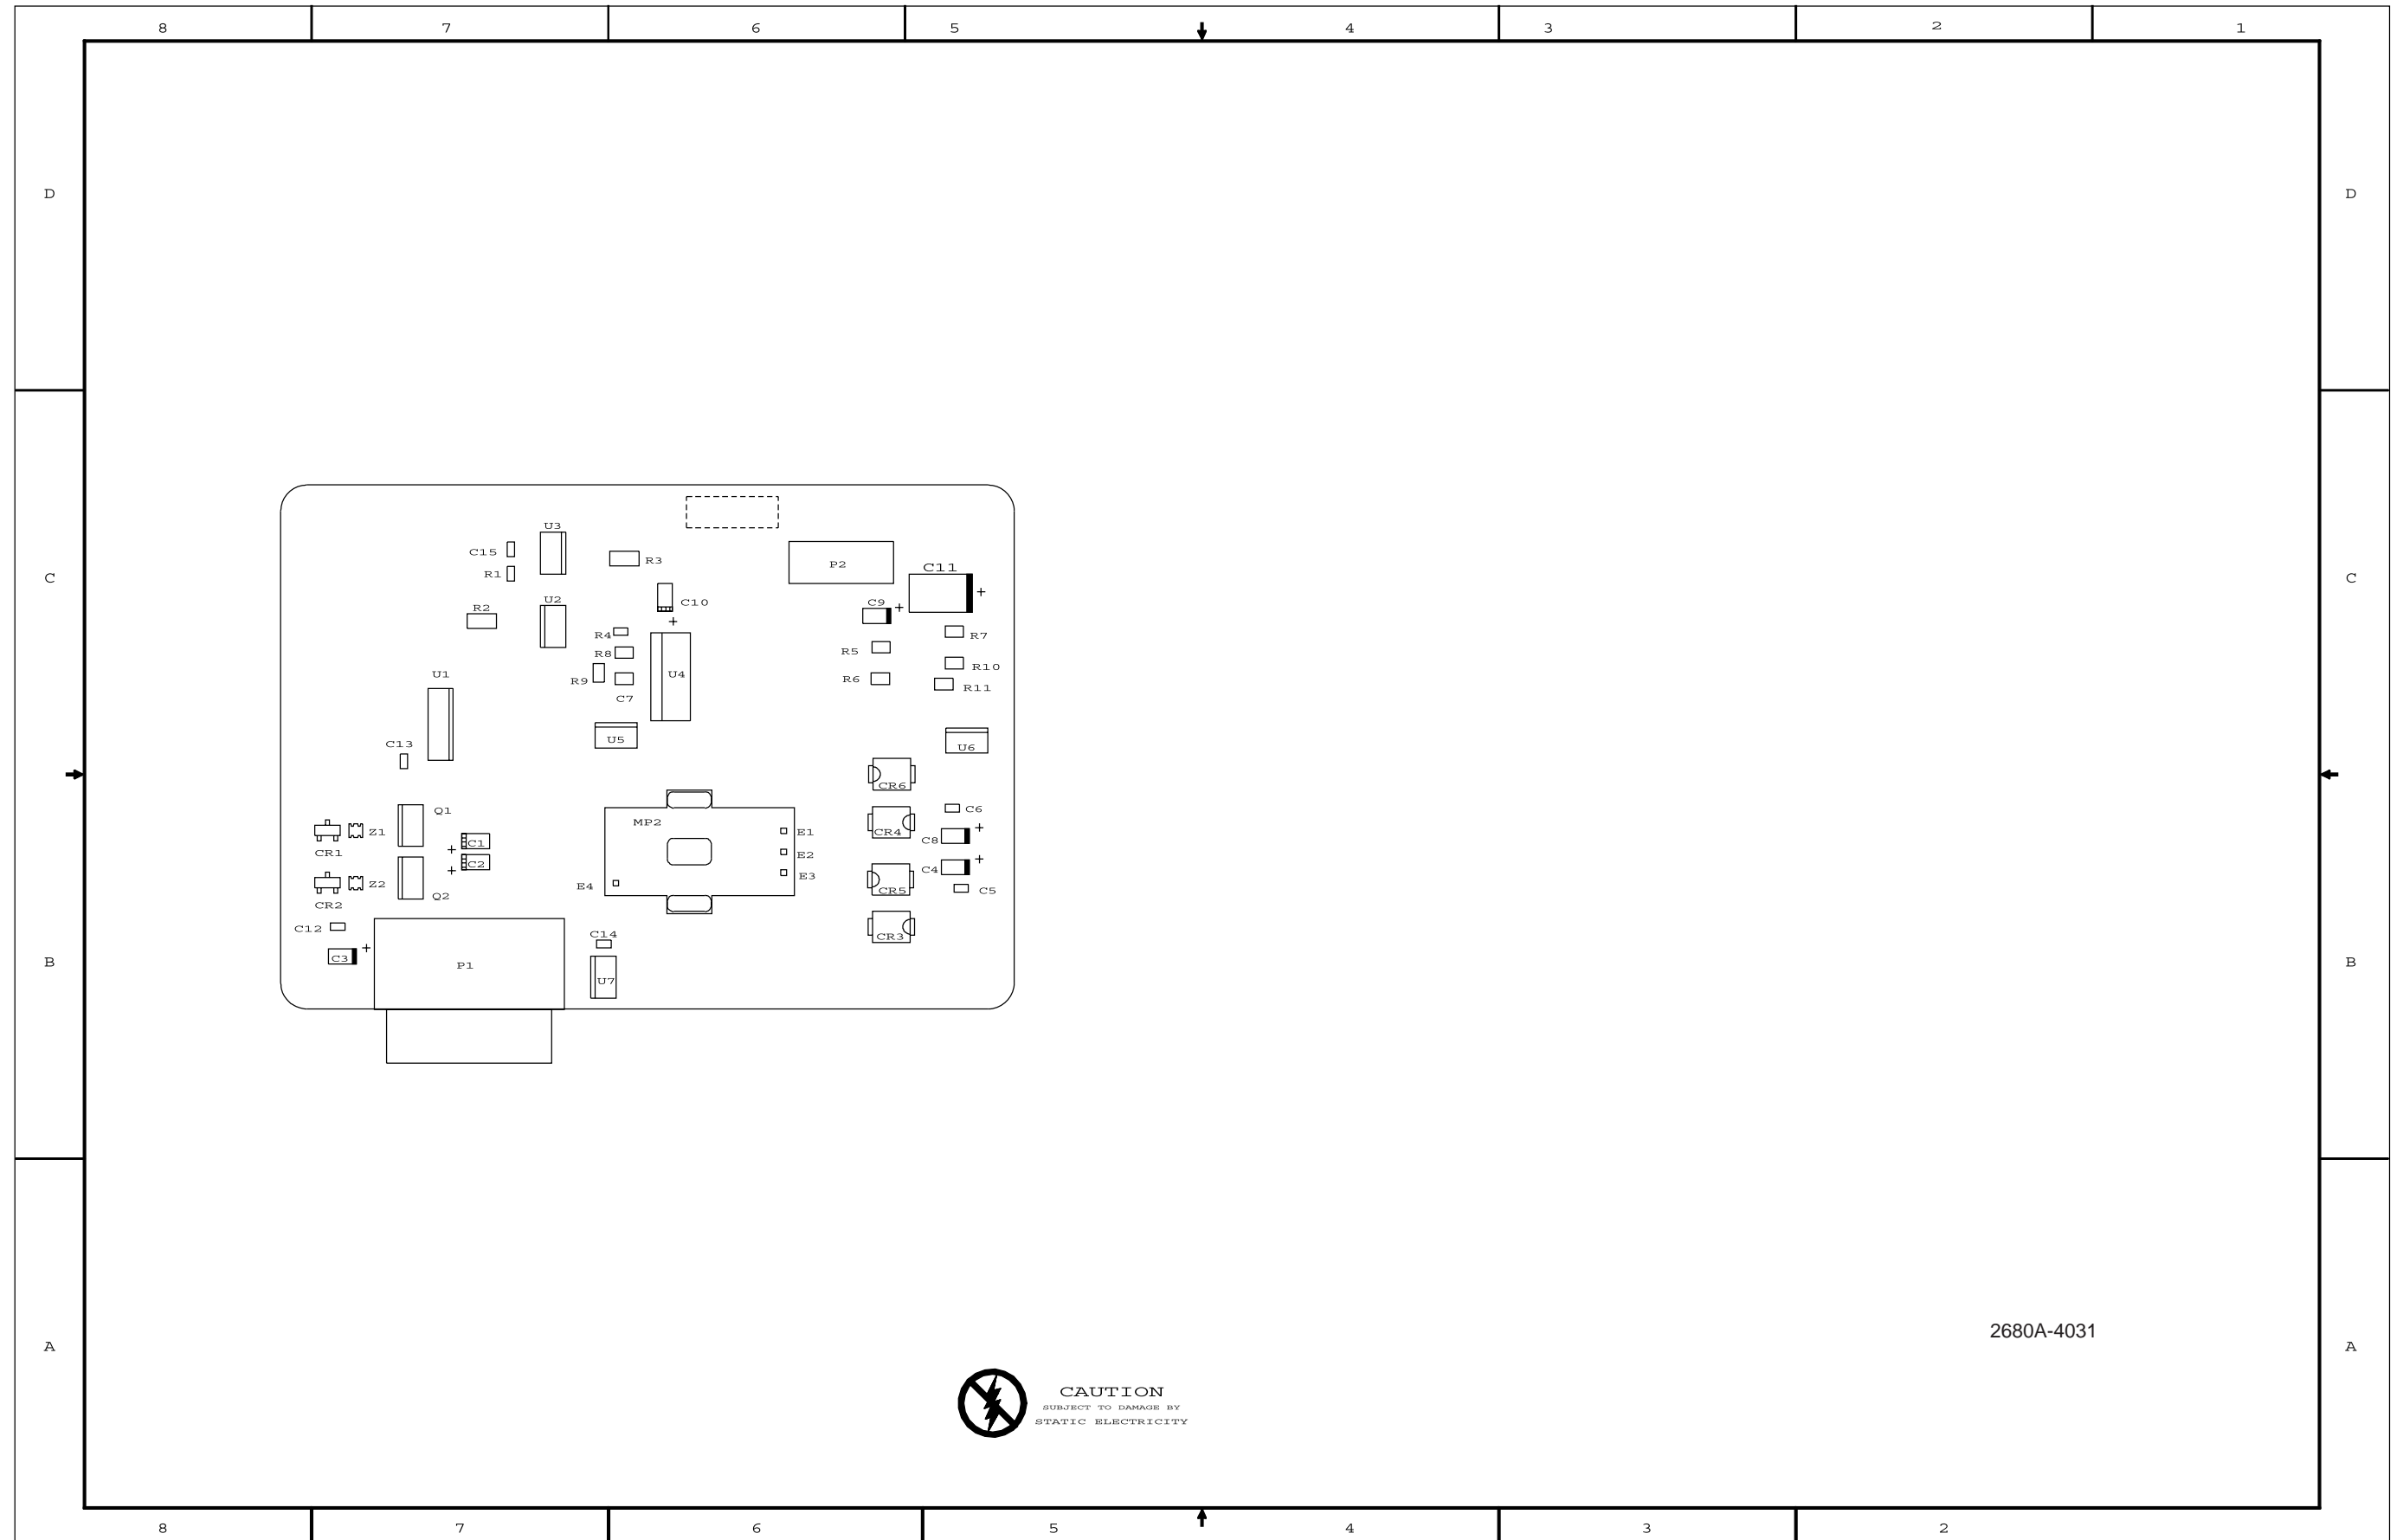 8 7 6 5 4 3 2 1
D D
U3
C15
R3
P2
C11
R1
C9
R2
U2
C10
C C
R4
R7
R5
R8
R10
U1
R9
U4
R6
R11
C7
U5
C13
U6
CR6
Q1
C6
MP2
Z1
E1
CR4
C1
C8
CR1
E2
C2
C4
E3
Z2
E4
CR5
C5
Q2
CR2
C12
C14
CR3
C3
P1
B B
U7
2680A-4031
A A
CAUTION
SUBJECT TO DAMAGE BY
STATIC ELECTRICITY
8 7 6 5 4 3 2